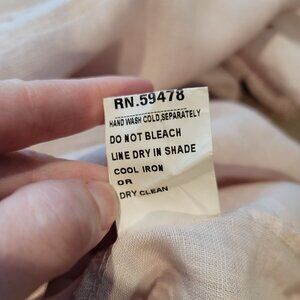 RN.59478
HAND WASH COLD,SEPARATELY
DO NOT BLEACH
LINE DRY IN SHADE
COOL IRON
OR
DRY CLEAN